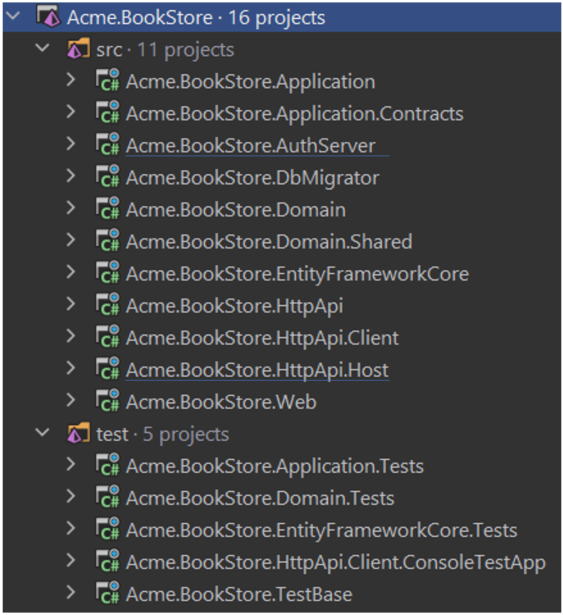 Acme.BookStore · 16 projects
src · 11 projects
C# Acme.BookStore.Application
C# Acme.BookStore.Application.Contracts
C# Acme.BookStore.AuthServer
C# Acme.BookStore.DbMigrator
C# Acme.BookStore.Domain
C# Acme.BookStore.Domain.Shared
C# Acme.BookStore.EntityFrameworkCore
C# Acme.BookStore.HttpApi
C# Acme.BookStore.HttpApi.Client
C# Acme.BookStore.HttpApi.Host
C# Acme.BookStore.Web
test · 5 projects
C# Acme.BookStore.Application.Tests
C# Acme.BookStore.Domain.Tests
C# Acme.BookStore.EntityFrameworkCore.Tests
C# Acme.BookStore.HttpApi.Client.ConsoleTestApp
C# Acme.BookStore.TestBase